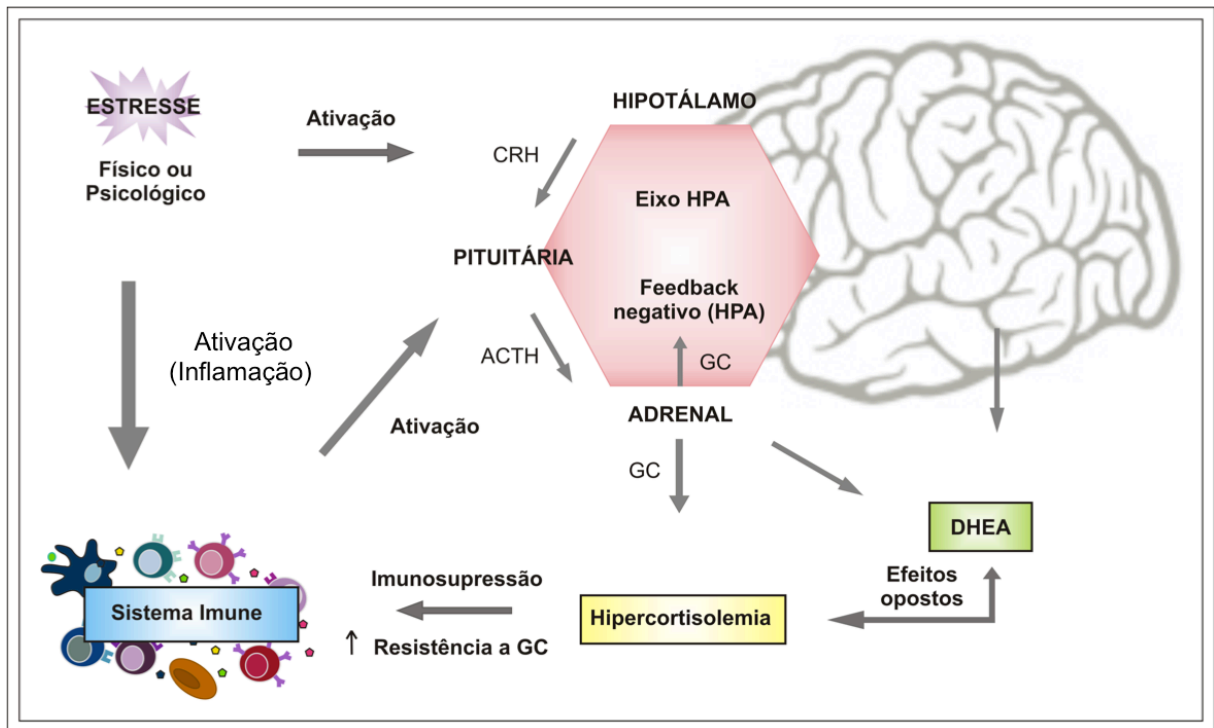 ESTRESSE
Físico ou
Psicológico
Ativação
HIPOTÁLAMO
CRH
Eixo HPA
PITUITÁRIA
Feedback
negativo (HPA)
ACTH
GC
ADRENAL
Ativação
(Inflamação)
Ativação
GC
DHEA
Efeitos
opostos
Hipercortisolemia
Imunosupressão
↑ Resistência a GC
Sistema Imune